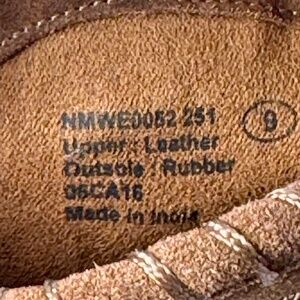 NMWE0082 251
9
Upper: Leather
Outsole: Rubber
06CA16
Made in India